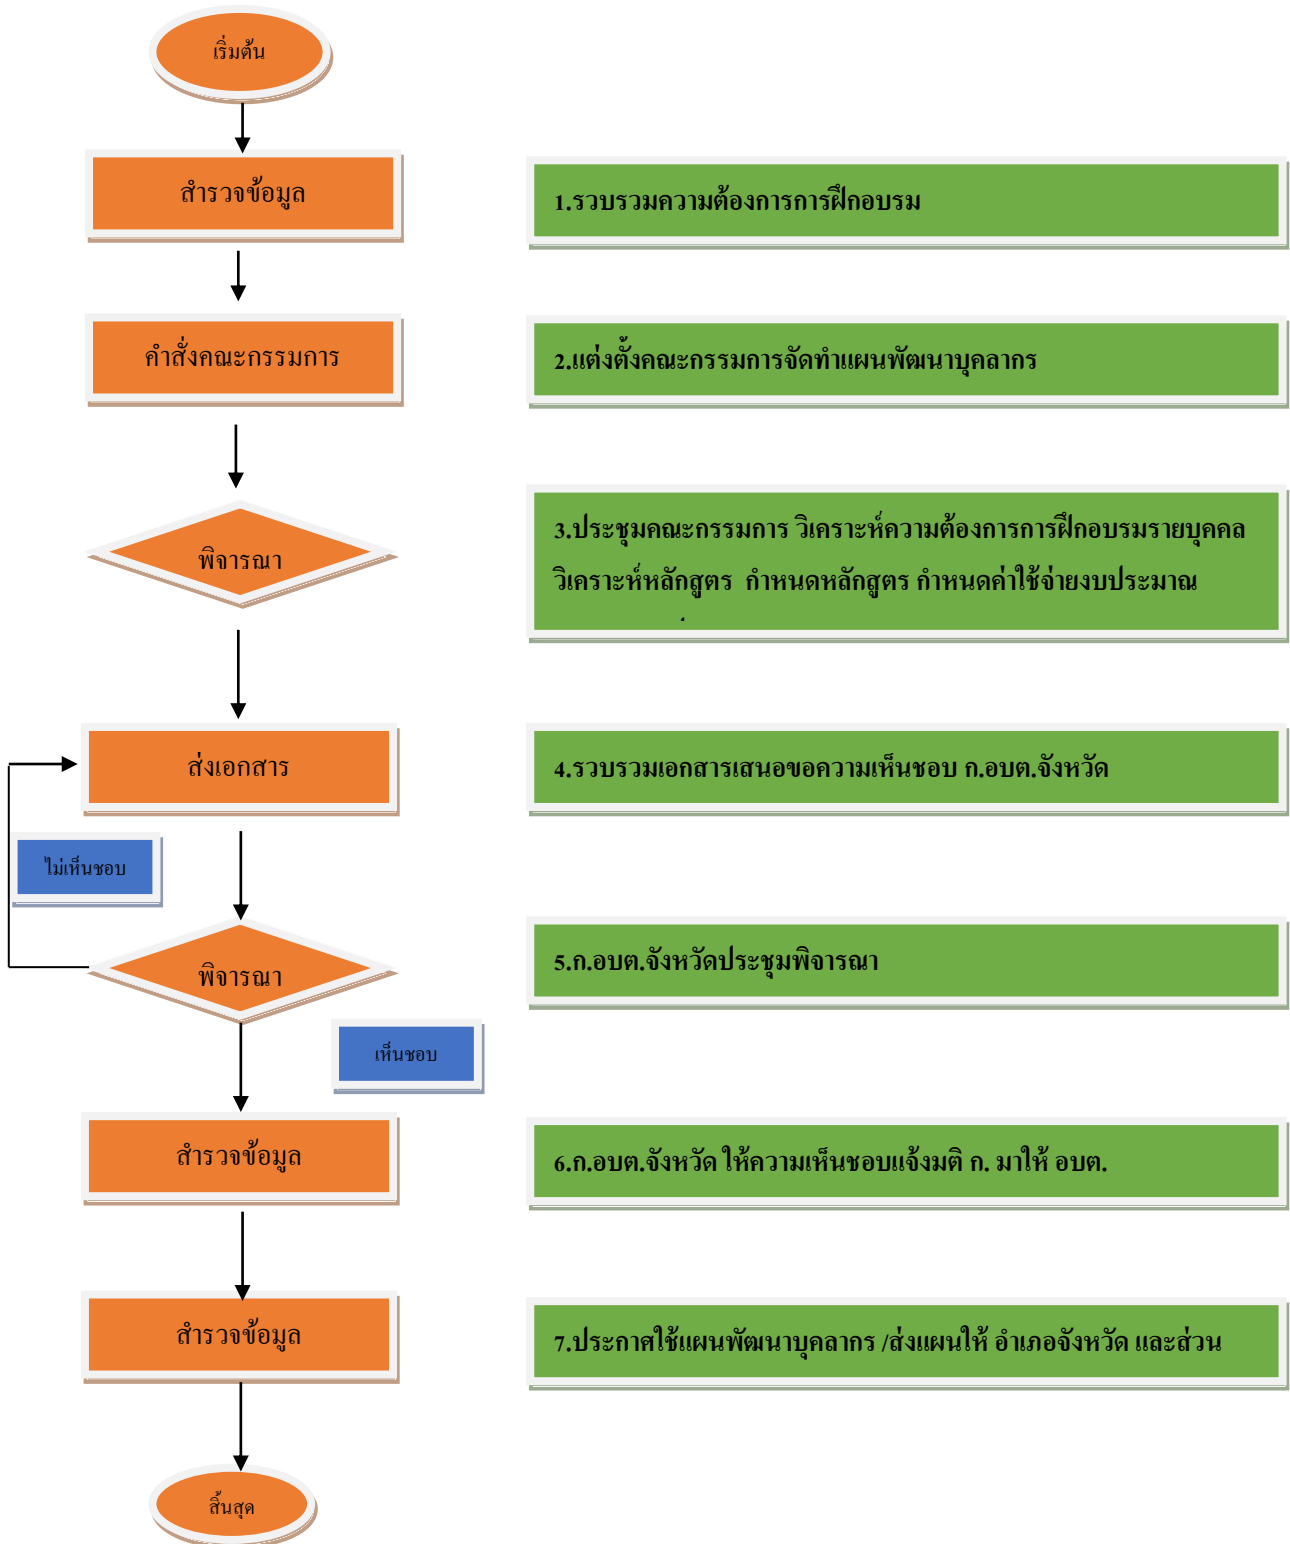 เริ่มต้น
สำรวจข้อมูล
1.รวบรวมความต้องการการฝึกอบรม
คำสั่งคณะกรรมการ
2.แต่งตั้งคณะกรรมการจัดทำแผนพัฒนาบุคลากร
พิจารณา
3.ประชุมคณะกรรมการ วิเคราะห์ความต้องการการฝึกอบรมรายบุคคล
วิเคราะห์หลักสูตร กำหนดหลักสูตร กำหนดค่าใช้จ่ายงบประมาณ
ส่งเอกสาร
4.รวบรวมเอกสารเสนอขอความเห็นชอบ ก.อบต.จังหวัด
ไม่เห็นชอบ
พิจารณา
5.ก.อบต.จังหวัดประชุมพิจารณา
เห็นชอบ
สำรวจข้อมูล
6.ก.อบต.จังหวัด ให้ความเห็นชอบแจ้งมติ ก. มาให้ อบต.
สำรวจข้อมูล
7.ประกาศใช้แผนพัฒนาบุคลากร /ส่งแผนให้ อำเภอจังหวัด และส่วน
สิ้นสุด